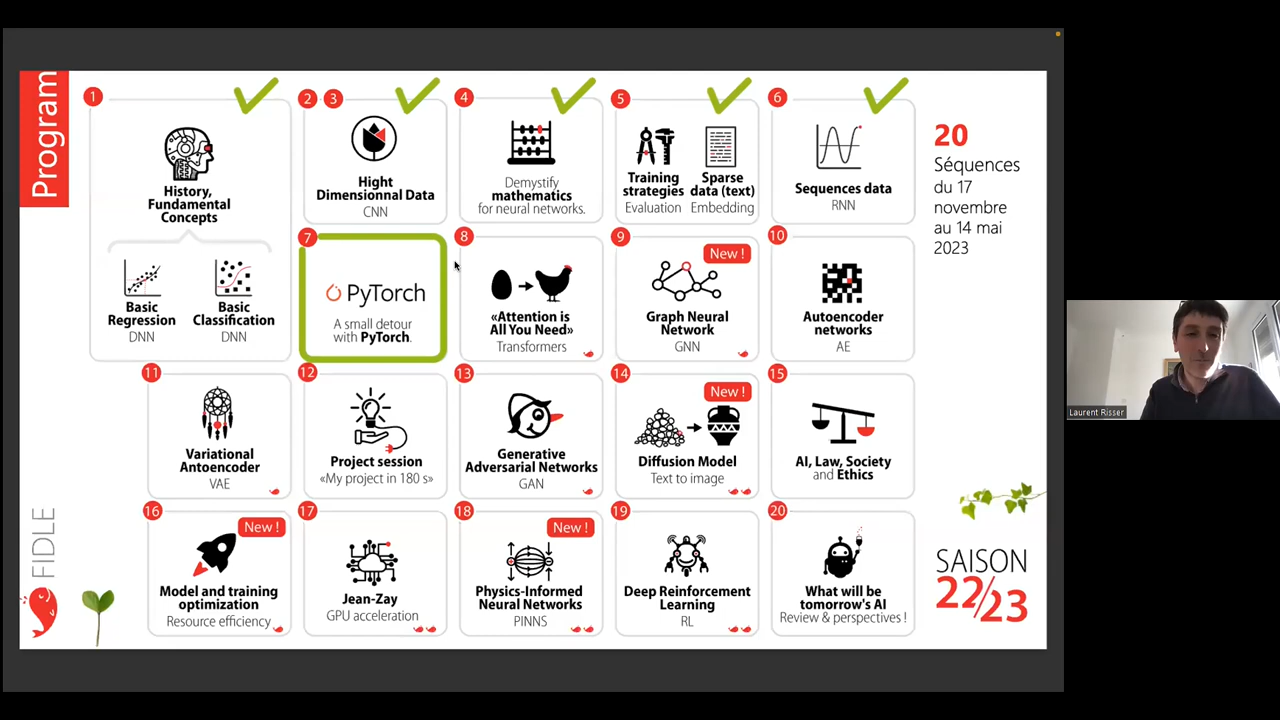 Program
1
History,
Fundamental
Concepts
Basic
Regression
DNN
Basic
Classification
DNN
2
3
Hight
Dimensionnal Data
CNN
4
Demystify
mathematics
for neural networks.
5
Training
strategies
Evaluation
Sparse
data (text)
Embedding
6
Sequences data
RNN
20
Séquences
du 17
novembre
au 14 mai
2023
7
PyTorch
A small detour
with PyTorch.
8
«Attention is
All You Need»
Transformers
9
New !
Graph Neural
Network
GNN
10
Autoencoder
networks
AE
11
Variational
Antoencoder
VAE
12
Project session
«My project in 180 s»
13
Generative
Adversarial Networks
GAN
14
New !
Diffusion Model
Text to image
15
AI, Law, Society
and Ethics
16
New !
Model and training
optimization
Resource efficiency
17
Jean-Zay
GPU acceleration
18
New !
Physics-Informed
Neural Networks
PINNS
19
Deep Reinforcement
Learning
RL
20
What will be
tomorrow's AI
Review & perspectives !
FIDLE
SAISON
22/23
Laurent Risser